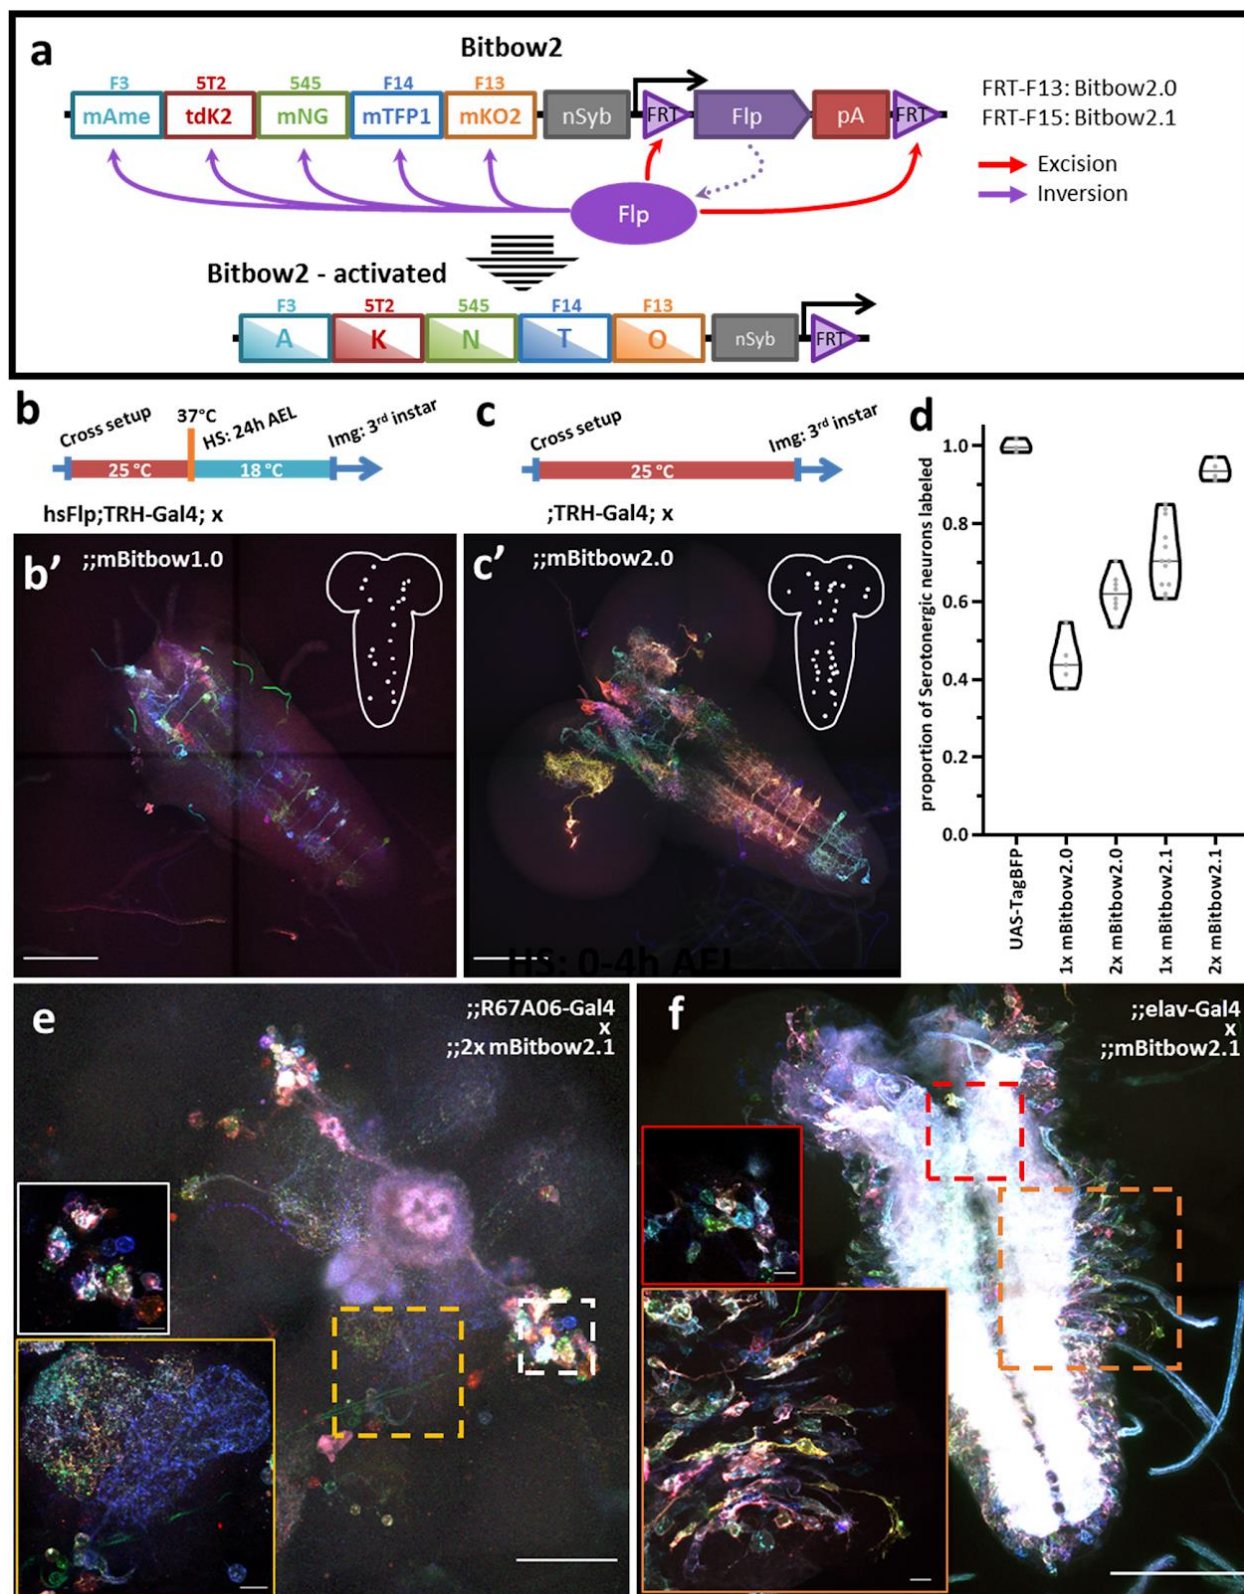 a
Bitbow2
F3 5T2 545 F14 F13
mAme tdK2 mNG mTFP1 mKO2 nSyb FRT Flp pA FRT
FRT-F13: Bitbow2.0
FRT-F15: Bitbow2.1
Excision
Inversion
Flp
Bitbow2 - activated
F3 5T2 545 F14 F13
A K N T O nSyb FRT
b
Cross setup
37°C
HS: 24h AEL
Img: 3rd instar
25 °C
18 °C
hsFlp;TRH-Gal4; x
c
Cross setup
Img: 3rd instar
25 °C
;TRH-Gal4; x
b'
;;mBitbow1.0
c'
;;mBitbow2.0
HS: 0-4h AEL
d
proportion of Serotonergic neurons labeled
1.0
0.8
0.6
0.4
0.2
0.0
UAS-TagBFP
1x mBitbow2.0
2x mBitbow2.0
1x mBitbow2.1
2x mBitbow2.1
e
;;R67A06-Gal4
x
;;2x mBitbow2.1
f
;;elav-Gal4
x
;;mBitbow2.1